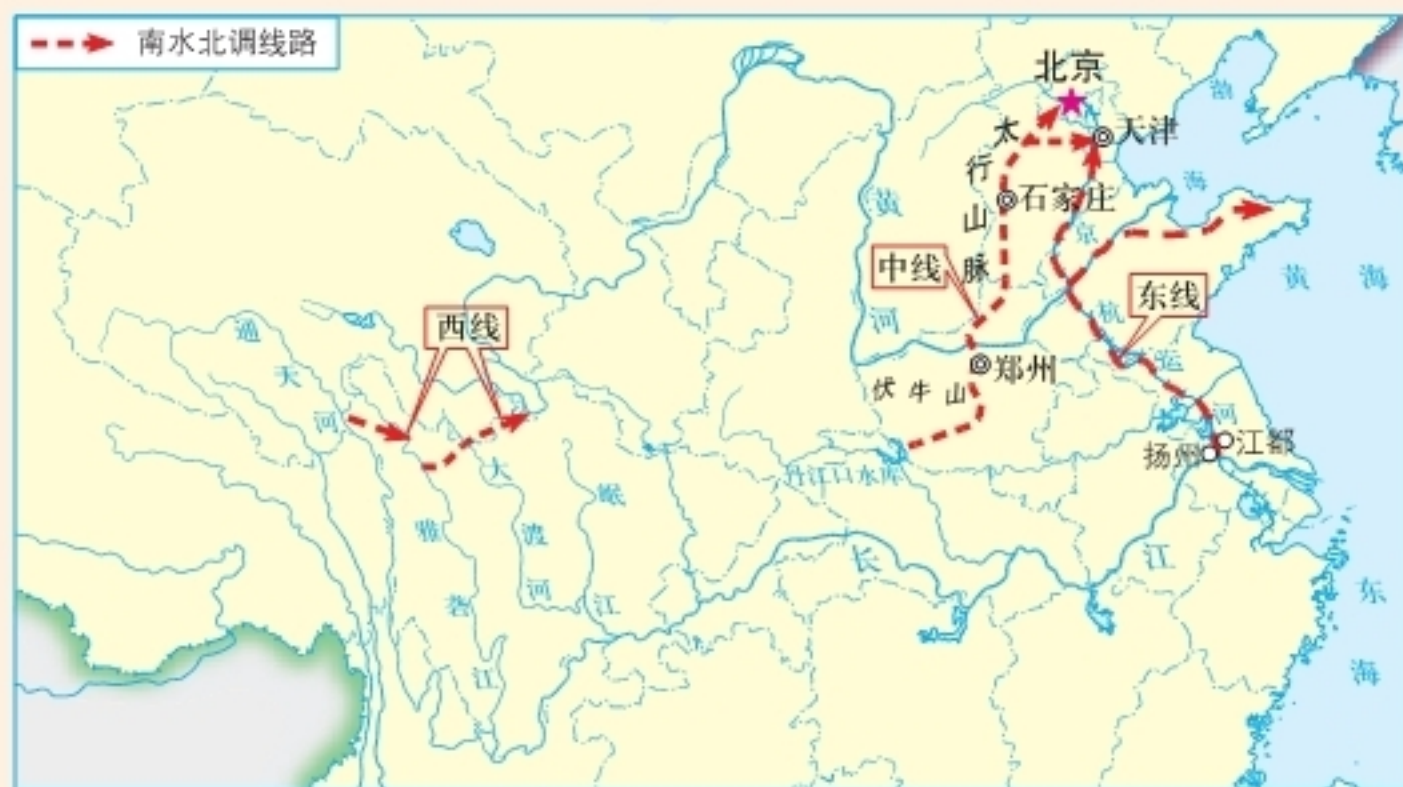 南水北调线路
北京
天津
太行山脉
石家庄
渤海
黄河
中线
京杭运河
东线
黄海
郑州
伏牛山
西线
通天河
丹江口水库
江都
扬州
大渡河
岷江
雅砻江
长江
东海